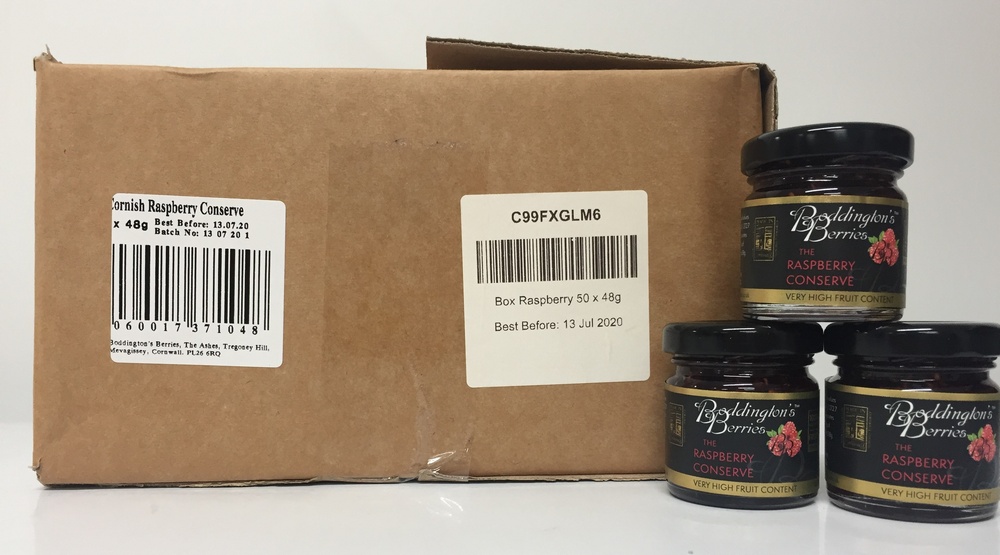 Cornish Raspberry Conserve
x 48g Best Before: 13.07.20
Batch No: 13 07 20 1
060017 371048
Boddington's Berries, The Ashes, Tregoney Hill,
Mevagissey, Cornwall. PL26 6RQ
C99FXGLM6
Box Raspberry 50 x 48g
Best Before: 13 Jul 2020
Boddington's™
Berries
THE
RASPBERRY
CONSERVE
VERY HIGH FRUIT CONTENT
Boddington's™
Berries
THE
RASPBERRY
CONSERVE
VERY HIGH FRUIT CONTENT
Boddington's™
Berries
THE
RASPBERRY
CONSERVE
VERY HIGH FRUIT CONTENT